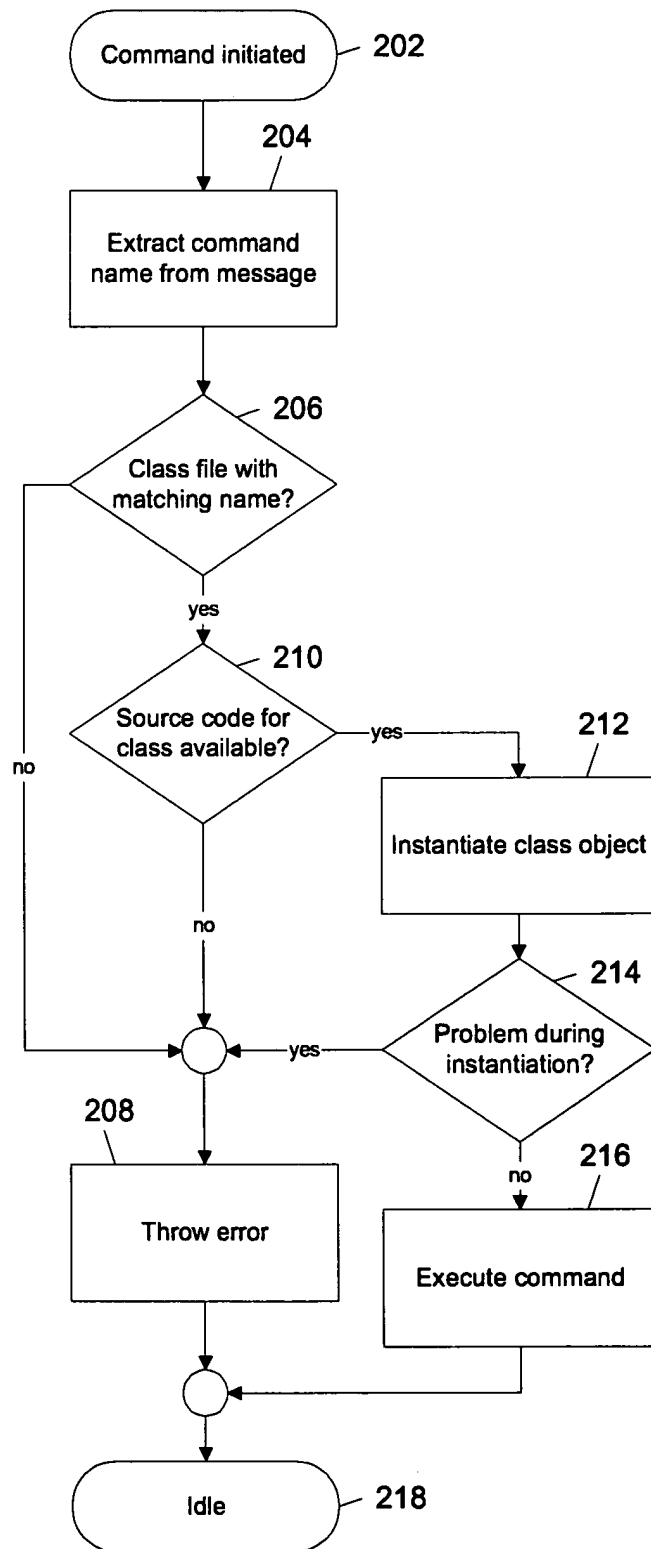 Command initiated
202
204
Extract command
name from message
206
Class file with
matching name?
yes
210
Source code for
class available?
yes
212
no
Instantiate class object
no
214
Problem during
instantiation?
yes
208
no
216
Throw error
Execute command
Idle
218